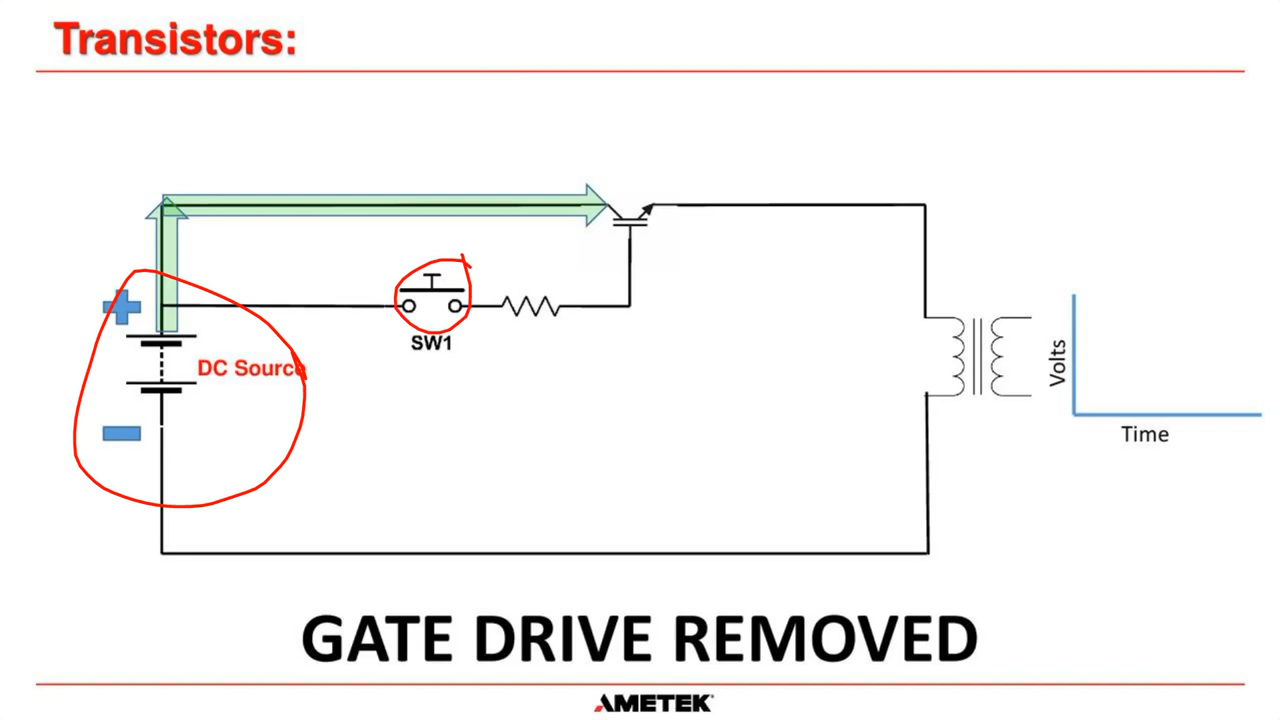 Transistors:
DC Source
SW1
Volts
Time
GATE DRIVE REMOVED
AMETEK